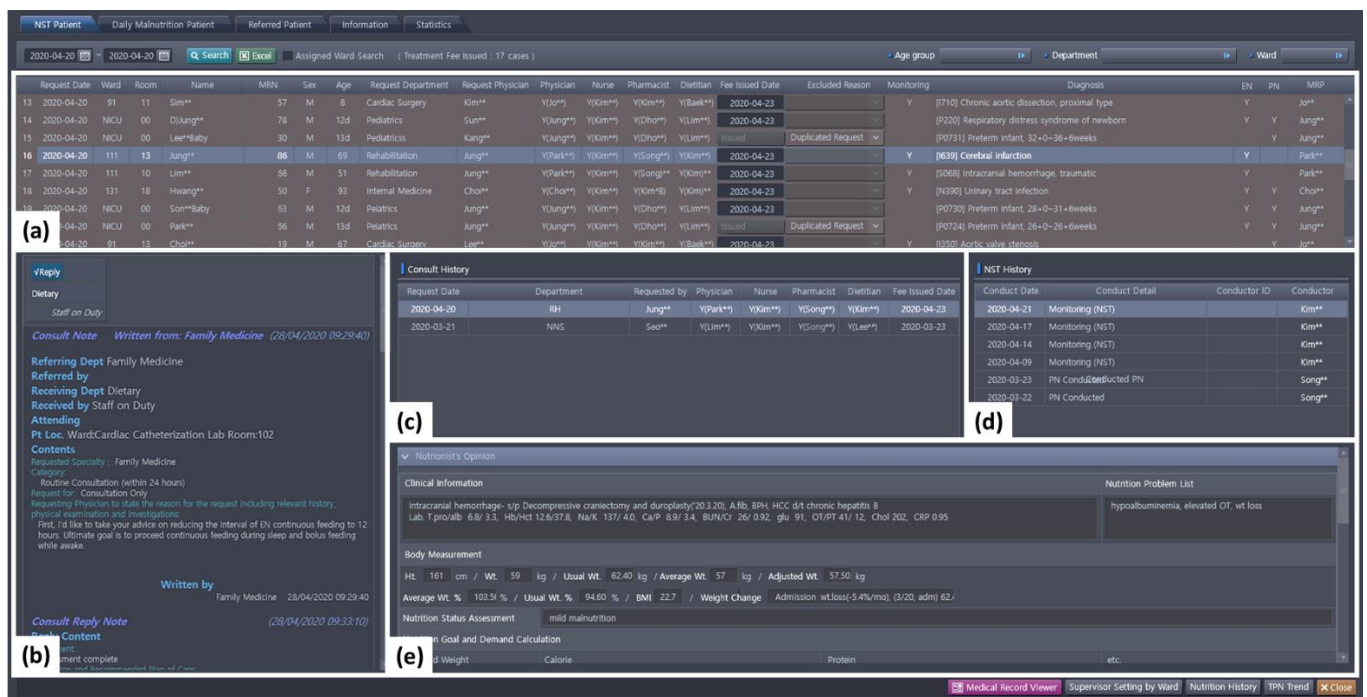 NST Patient Daily Malnutrition Patient Referred Patient Information Statistics
2020-04-20 ~ 2020-04-20 Search Excel Assigned Ward Search ( Treatment Fee Issued : 17 cases ) Age group Department Ward
Request Date Ward Room Name MRN Sex Age Request Department Request Physician Physician Nurse Pharmacist Dietitian Fee Issued Date Excluded Reason Monitoring Diagnosis EN PN MRP
13 2020-04-20 91 11 Sim** 57 M 8 Cardiac Surgery Kim** Y(Jo**) Y(Kim**) Y(Kim**) Y(Baek**) 2020-04-23 Y [I710] Chronic aortic dissection, proximal type Y Jo**
14 2020-04-20 NICU 00 D)Jung** 78 M 12d Pediatrics Sun** Y(Jung**) Y(Kim**) Y(Dho**) Y(Lim**) 2020-04-23 [P220] Respiratory distress syndrome of newborn Y Y Jung**
15 2020-04-20 NICU 00 Lee**Baby 30 M 13d Pediatricss Kang** Y(Jung**) Y(Kim**) Y(Dho**) Y(Lim**) Issued Duplicated Request [P0731] Preterm infant, 32+0~36+6weeks Y Jung**
16 2020-04-20 111 13 Jung** 86 M 69 Rehabilitation Jung** Y(Park**) Y(Kim**) Y(Song**) Y(Kim**) 2020-04-23 Y [I639] Cerebral infarction Y Park**
17 2020-04-20 111 10 Lim** 56 M 51 Rehabilitation Jung** Y(Park**) Y(Kim**) Y(Song)** Y(Kim)** 2020-04-23 Y [S068] Intracranial hemorrhage, traumatic Y Park**
18 2020-04-20 131 18 Hwang** 50 F 93 Internal Medicine Choi** Y(Choi**) Y(Kim**) Y(Kim*B) Y(Kim)** 2020-04-23 Y [N390] Urinary tract infection Y Y Choi**
19 2020-04-20 NICU 00 Son**Baby 53 M 12d Peiatrics Jung** Y(Jung**) Y(Kim**) Y(Dho**) Y(Lim**) 2020-04-23 [P0730] Preterm infant, 28+0~31+6weeks Y Y Jung**
04-20 NICU 00 Park** 56 M 13d Peiatrics Jung** Y(Jung**) Y(Kim**) Y(Dho**) Y(Lim**) Issued Duplicated Request [P0724] Preterm infant, 26+0~26+6weeks Y Y Jung**
04-20 91 13 Choi** 19 M 67 Cardiac Surgery Lee** Y(Jo**) Y(Kim**) Y(Kim**) Y(Baek**) 2020-04-23 Y [I350] Aortic valve stenosis Y Jo**
(a)
√Reply
Dietary
Staff on Duty
Consult Note Written from: Family Medicine (28/04/2020 09:29:40)
Referring Dept Family Medicine
Referred by
Receiving Dept Dietary
Received by Staff on Duty
Attending
Pt Loc. Ward:Cardiac Catheterization Lab Room:102
Contents
Requested Specialty : Family Medicine
Category:
Routine Consultation (within 24 hours)
Request for: Consultation Only
Requesting Physician to state the reason for the request including relevant history,
physical examination and investigations:
First, I'd like to take your advice on reducing the interval of EN continuous feeding to 12
hours. Ultimate goal is to proceed continuous feeding during sleep and bolus feeding
while awake.
Written by
Family Medicine 28/04/2020 09:29:40
Consult Reply Note (28/04/2020 09:33:10)
Content
(b)
Consult History
Request Date Department Requested by Physician Nurse Pharmacist Dietitian Fee Issued Date
2020-04-20 RH Jung** Y(Park**) Y(Kim**) Y(Song**) Y(Kim**) 2020-04-23
2020-03-21 NNS Seo** Y(Lim**) Y(Kim**) Y(Song**) Y(Lee**) 2020-03-23
(c)
NST History
Conduct Date Conduct Detail Conductor ID Conductor
2020-04-21 Monitoring (NST) Kim**
2020-04-17 Monitoring (NST) Kim**
2020-04-14 Monitoring (NST) Kim**
2020-04-09 Monitoring (NST) Kim**
2020-03-23 PN Conducted Conducted PN Song**
2020-03-22 PN Conducted Song**
(d)
Nutrionist's Opinion
Clinical Information Nutrition Problem List
intracranial hemorrhage- s/p Decompressive craniectomy and duroplasty('20.3.20), A.fib, BPH, HCC d/t chronic hepatitis B hypoalbuminemia, elevated OT, wt loss
Lab. T.pro/alb 6.8/ 3.3, Hb/Hct 12.6/37.8, Na/K 137/ 4.0, Ca/P 8.9/ 3.4, BUN/Cr 26/ 0.92, glu 91, OT/PT 41/ 12, Chol 202, CRP 0.95
Body Measurement
Ht. 161 cm / Wt. 59 kg / Usual Wt. 62.40 kg / Average Wt. 57 kg / Adjusted Wt. 57.50 kg
Average Wt. % 103.5( % / Usual Wt. % 94.60 % / BMI 22.7 / Weight Change Admission wt.loss(-5.4%/mo), (3/20, adm) 62.
Nutrition Status Assessment mild malnutrition
Goal and Demand Calculation
Weight Calorie Protein etc.
(e)
Medical Record Viewer Supervisor Setting by Ward Nutrition History TPN Trend Close